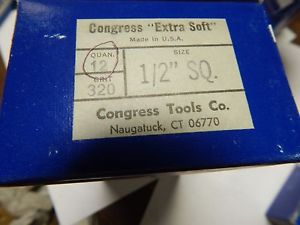 Congress "Extra Soft"
Made in U.S.A.
QUAN.
12
GRIT
320
SIZE
1/2" SQ.
Congress Tools Co.
Naugatuck, CT 06770